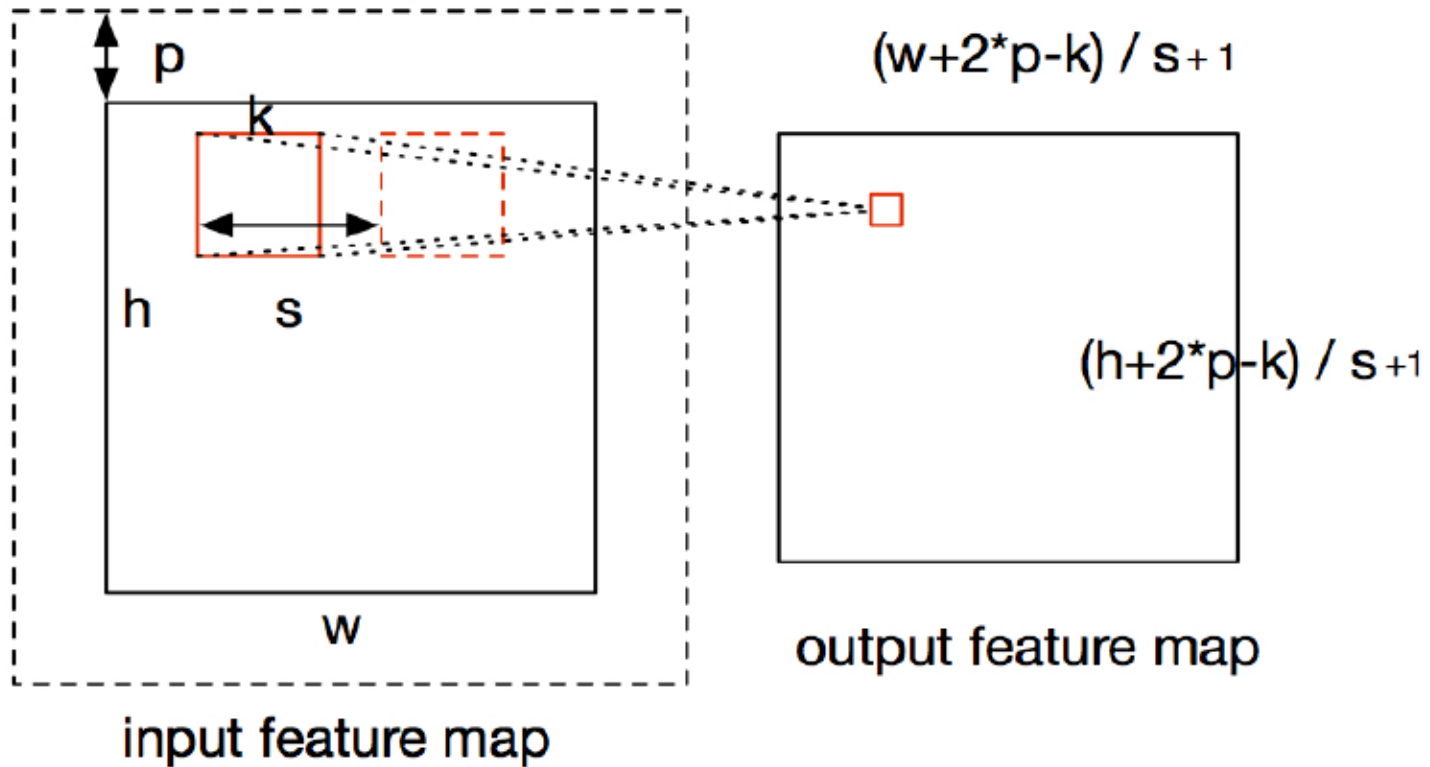 p
k
h
s
w
input feature map
(w+2*p-k) / s + 1
(h+2*p-k) / s +1
output feature map